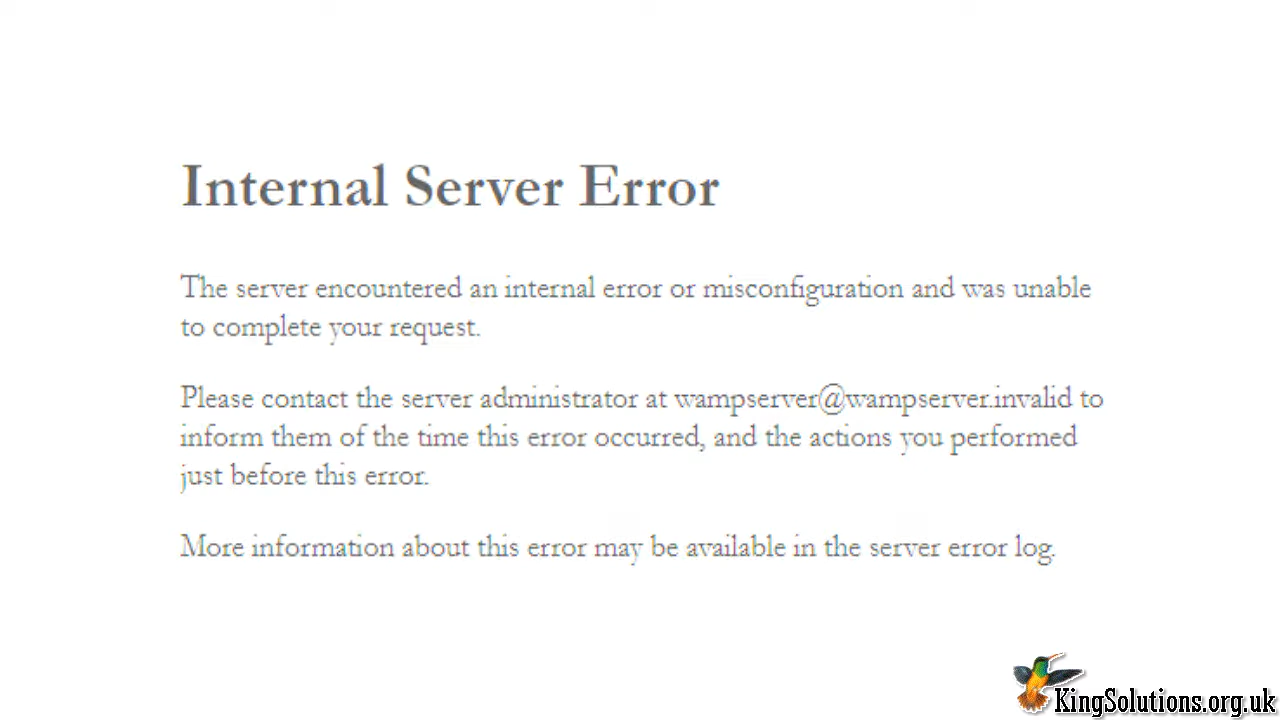 Internal Server Error
The server encountered an internal error or misconfiguration and was unable
to complete your request.
Please contact the server administrator at wampserver@wampserver.invalid to
inform them of the time this error occurred, and the actions you performed
just before this error.
More information about this error may be available in the server error log.
KingSolutions.org.uk